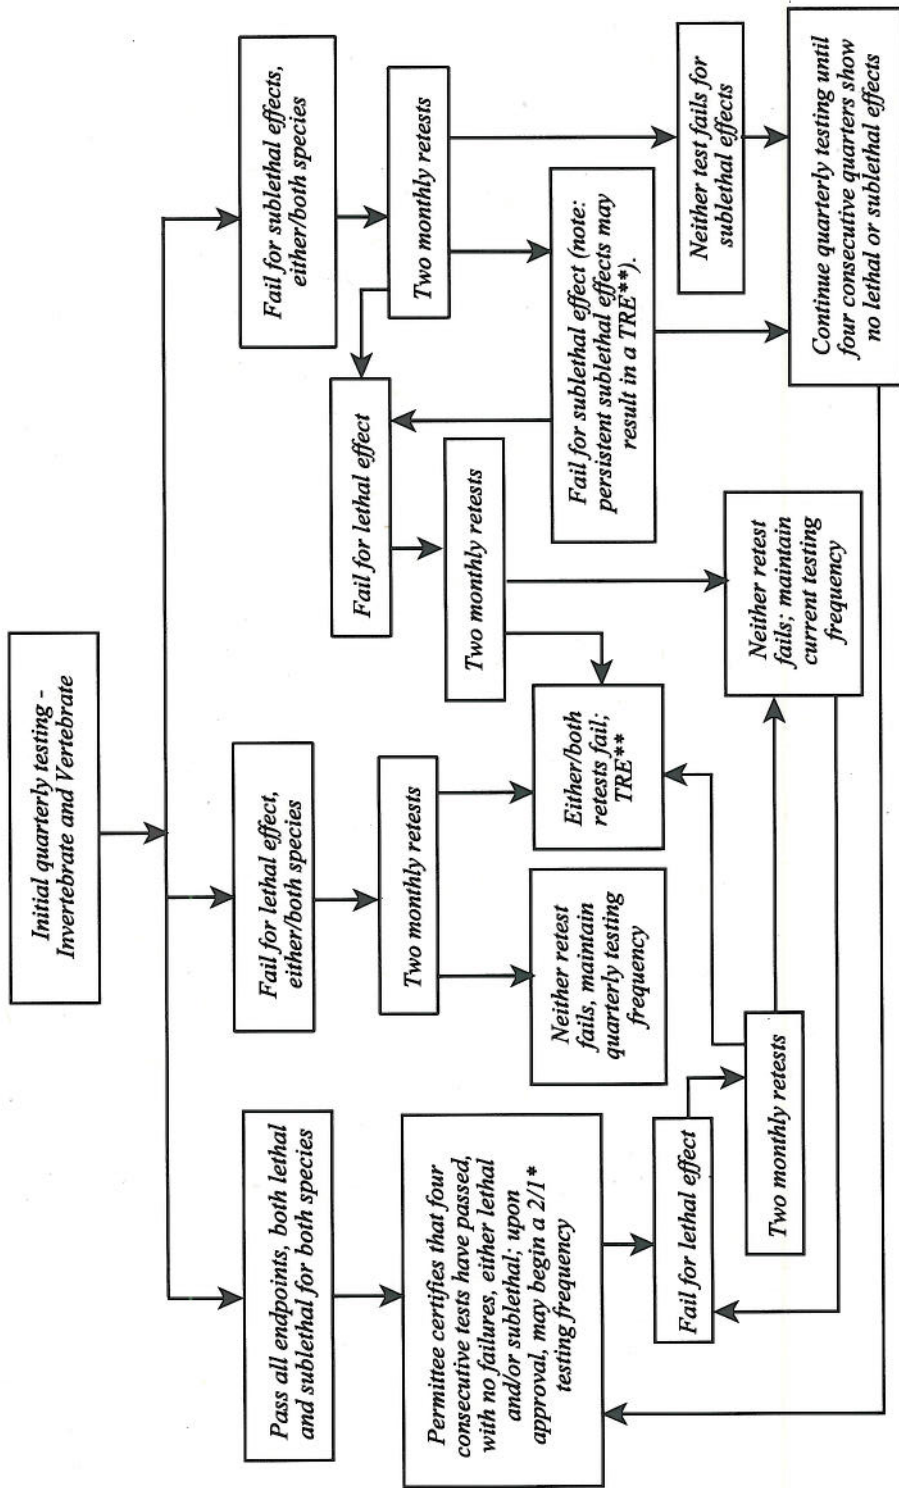 Initial quarterly testing -
Invertebrate and Vertebrate
Pass all endpoints, both lethal
and sublethal for both species
Fail for lethal effect,
either/both species
Fail for sublethal effects,
either/both species
Permittee certifies that four
consecutive tests have passed,
with no failures, either lethal
and/or sublethal; upon
approval, may begin a 2/1*
testing frequency
Two monthly retests
Two monthly retests
Neither retest
fails, maintain
quarterly testing
frequency
Either/both
retests fail;
TRE**
Fail for lethal effect
Two monthly retests
Fail for sublethal effect (note:
persistent sublethal effects may
result in a TRE**).
Neither test fails for
sublethal effects
Fail for lethal effect
Two monthly retests
Neither retest
fails; maintain
current testing
frequency
Continue quarterly testing until
four consecutive quarters show
no lethal or sublethal effects